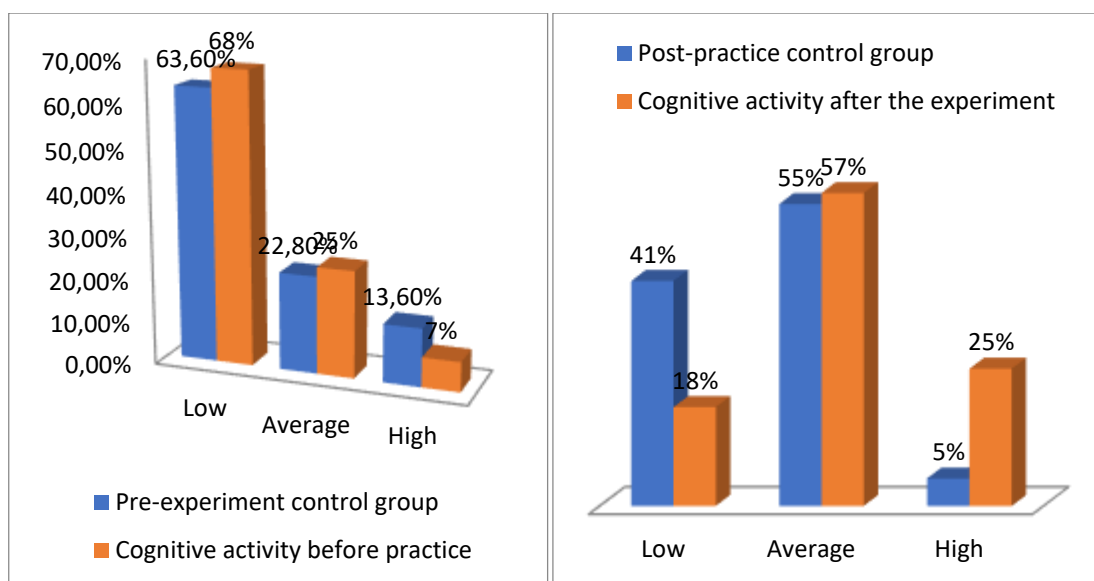 70,00%
60,00%
50,00%
40,00%
30,00%
20,00%
10,00%
0,00%
63,60%
68%
22,80%
25%
13,60%
7%
Low
Average
High
Pre-experiment control group
Cognitive activity before practice
Post-practice control group
Cognitive activity after the experiment
41%
18%
55%
57%
5%
25%
Low
Average
High